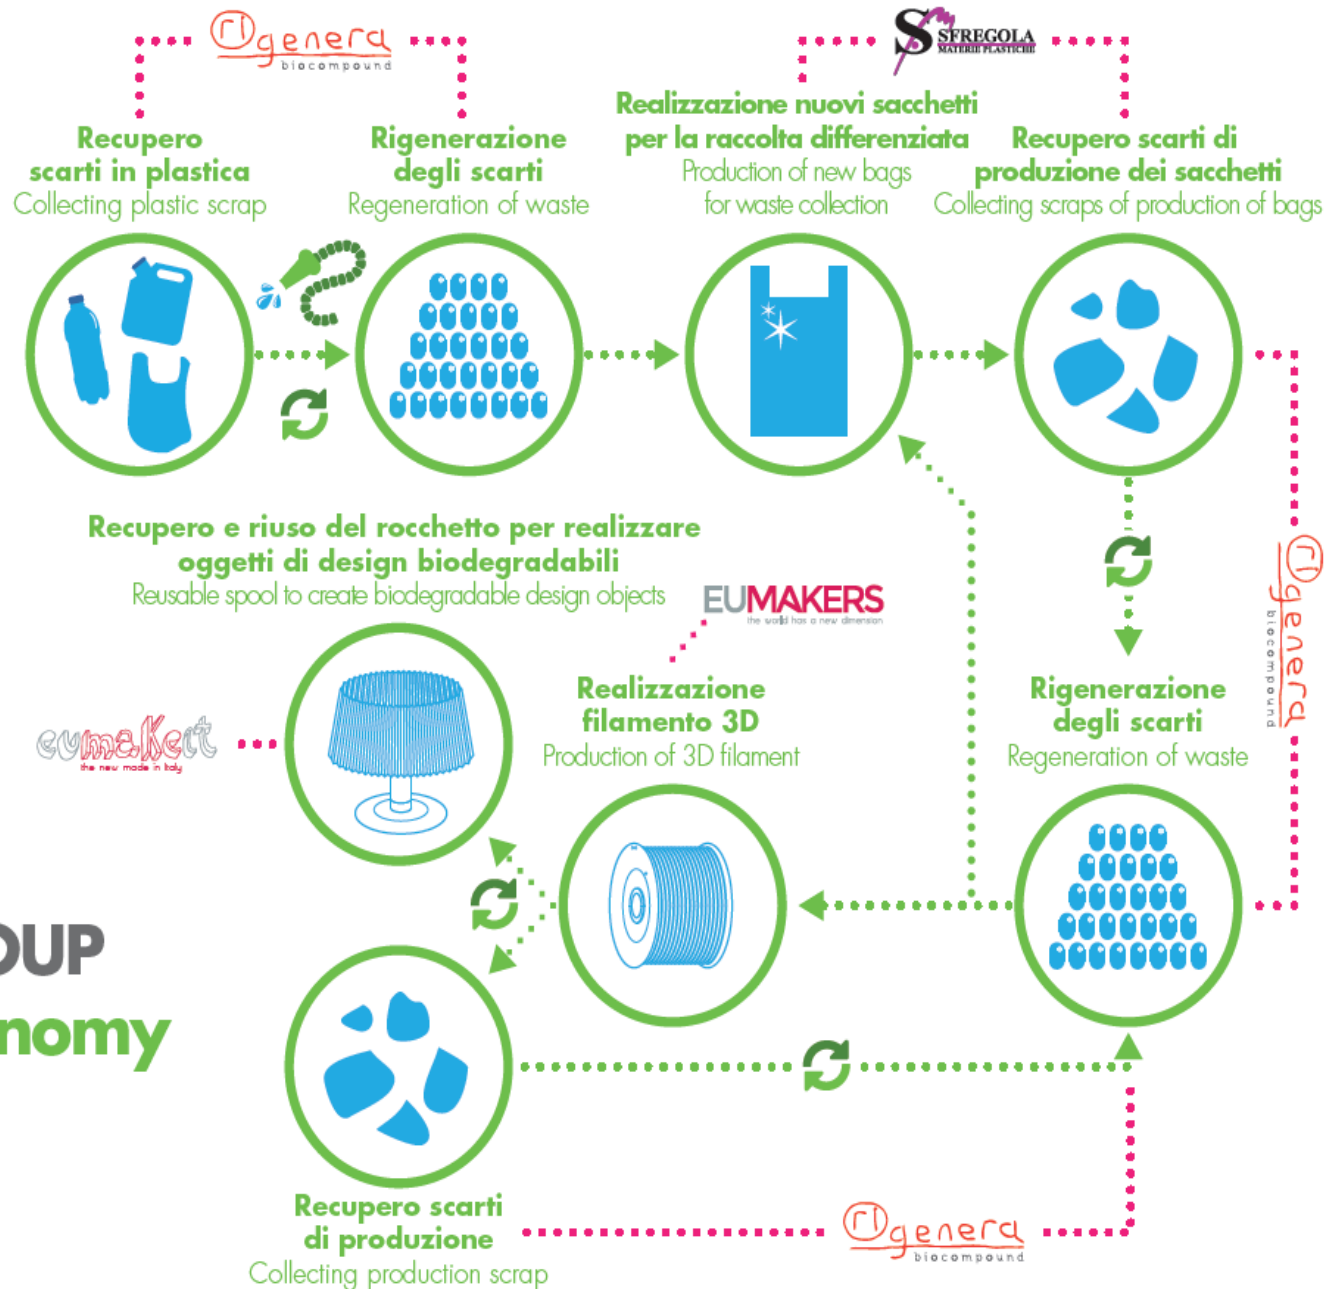 rigenera
biocompound
SFREGOLA
MATERIE PLASTICHE
Recupero
scarti in plastica
Collecting plastic scrap
Rigenerazione
degli scarti
Regeneration of waste
Realizzazione nuovi sacchetti
per la raccolta differenziata
Production of new bags
for waste collection
Recupero scarti di
produzione dei sacchetti
Collecting scraps of production of bags
Recupero e riuso del rocchetto per realizzare
oggetti di design biodegradabili
Reusable spool to create biodegradable design objects
EUMAKERS
the world has a new dimension
rigenera
biocompound
eumakeit
the new made in Italy
Realizzazione
filamento 3D
Production of 3D filament
Rigenerazione
degli scarti
Regeneration of waste
OUP
nomy
Recupero scarti
di produzione
Collecting production scrap
rigenera
biocompound